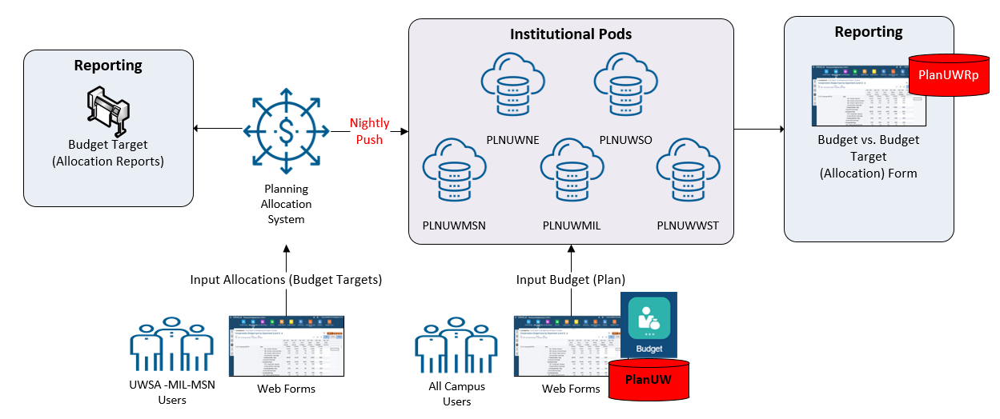 Reporting
Budget Target
(Allocation Reports)
Planning
Allocation
System
Nightly
Push
Institutional Pods
PLNUWNE
PLNUWSO
PLNUWMSN
PLNUWMIL
PLNUWWST
Reporting
PlanUWRp
Budget vs. Budget
Target
(Allocation) Form
Input Allocations (Budget Targets)
Input Budget (Plan)
UWSA -MIL-MSN
Users
Web Forms
All Campus
Users
Web Forms
Budget
PlanUW